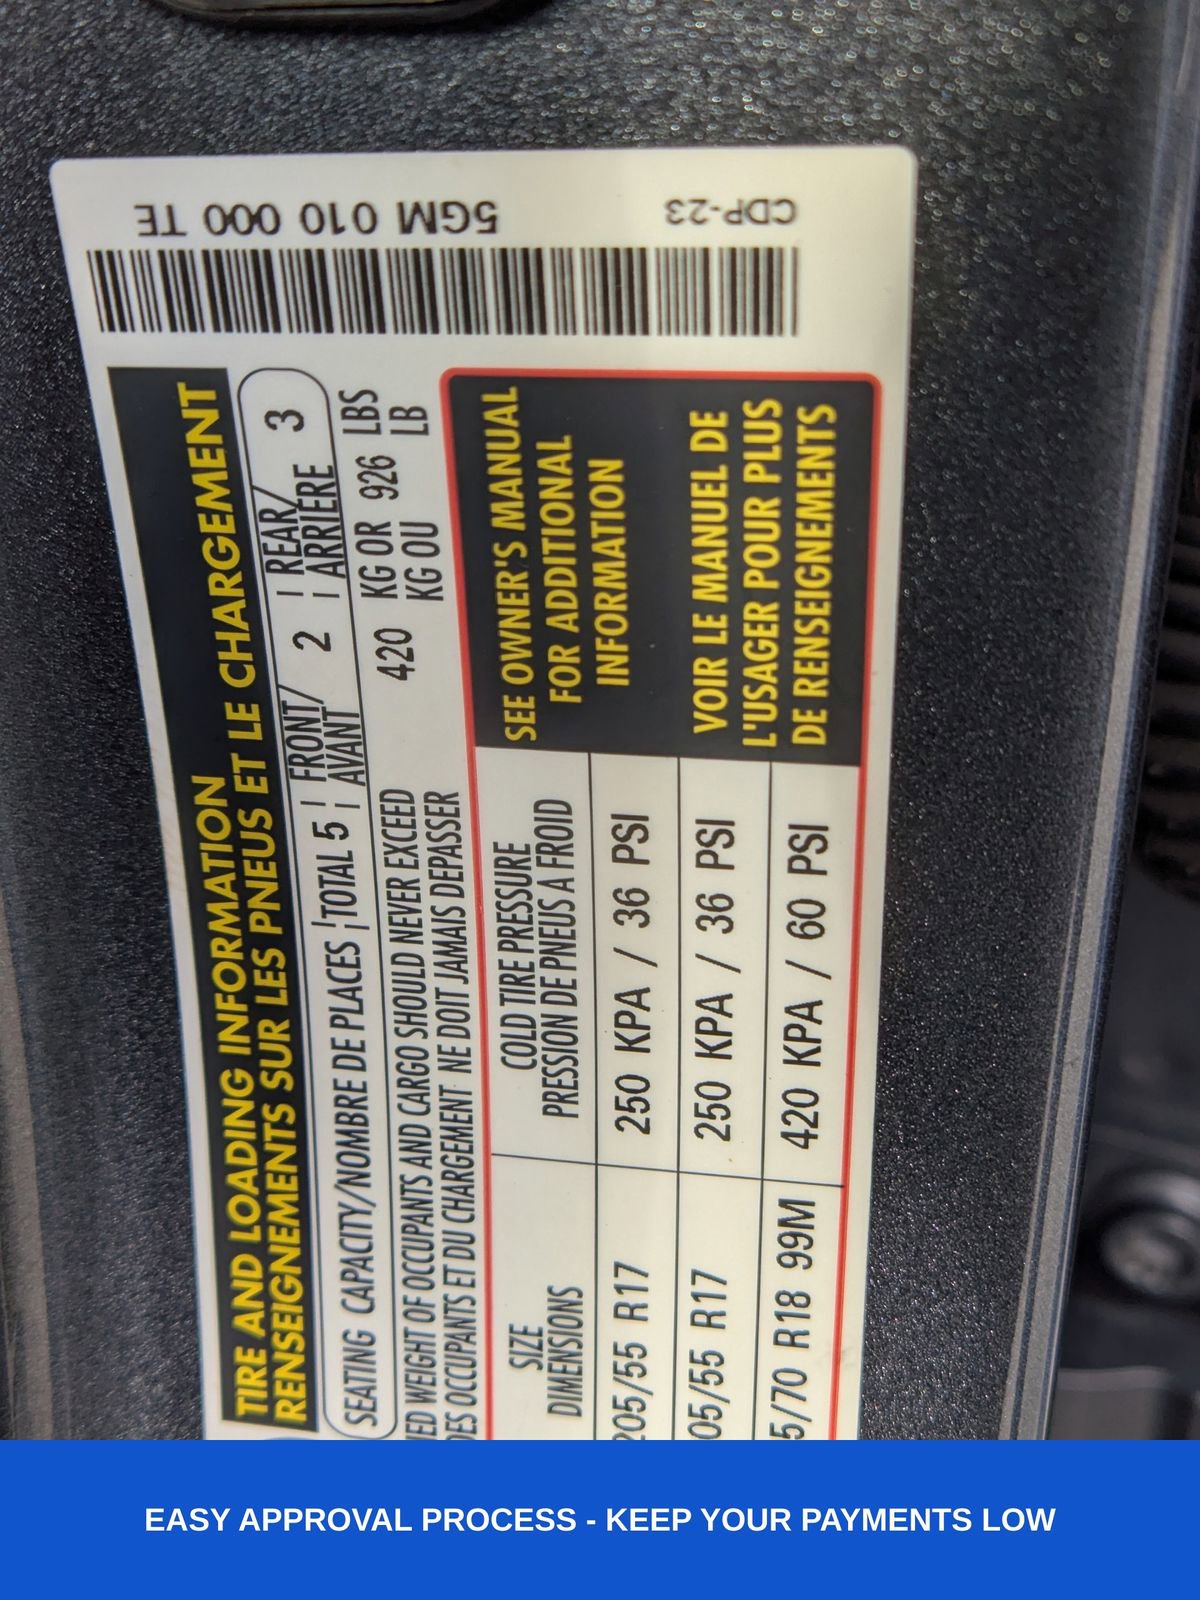 5GM 010 000 TE
CDP-23
TIRE AND LOADING INFORMATION
RENSEIGNEMENTS SUR LES PNEUS ET LE CHARGEMENT
SEATING CAPACITY/NOMBRE DE PLACES | TOTAL 5 | FRONT/ AVANT 2 | REAR/ ARRIÈRE 3
WEIGHT OF OCCUPANTS AND CARGO SHOULD NEVER EXCEED 420 KG OR 926 LBS
DES OCCUPANTS ET DU CHARGEMENT NE DOIT JAMAIS DEPASSER KG OU LB
SIZE
DIMENSIONS
COLD TIRE PRESSURE
PRESSION DE PNEUS A FROID
205/55 R17 250 KPA / 36 PSI
05/55 R17 250 KPA / 36 PSI
5/70 R18 99M 420 KPA / 60 PSI
SEE OWNER'S MANUAL
FOR ADDITIONAL
INFORMATION
VOIR LE MANUEL DE
L'USAGER POUR PLUS
DE RENSEIGNEMENTS
EASY APPROVAL PROCESS - KEEP YOUR PAYMENTS LOW